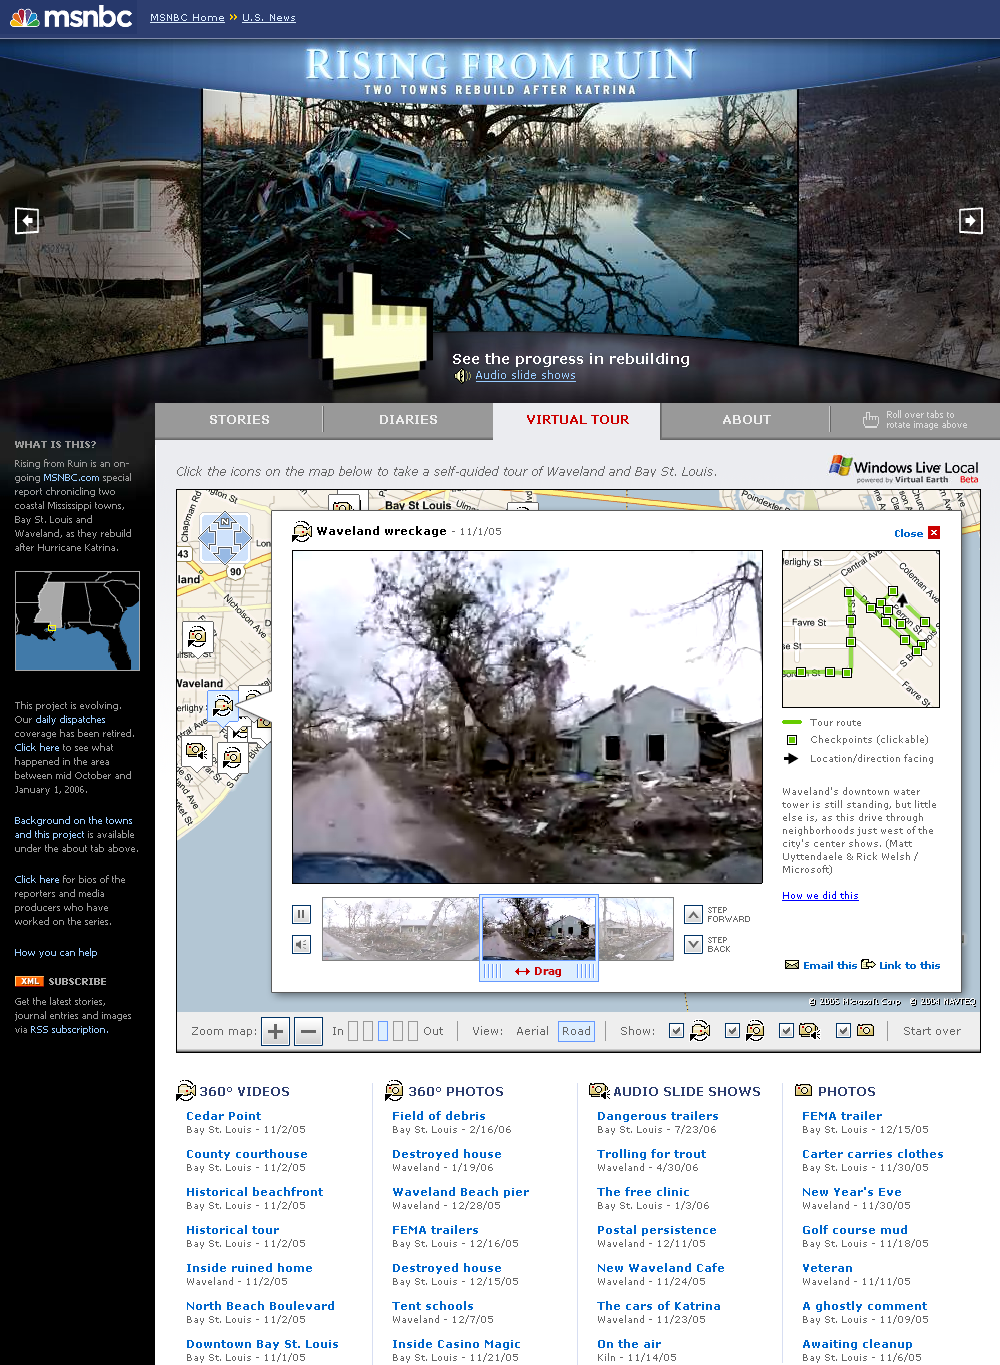 msnbc
MSNBC Home » U.S. News
RISING FROM RUIN
TWO TOWNS REBUILD AFTER KATRINA
See the progress in rebuilding
Audio slide shows
STORIES
DIARIES
VIRTUAL TOUR
ABOUT
Roll over tabs to
rotate image above
WHAT IS THIS?
Rising from Ruin is an on-
going MSNBC.com special
report chronicling two
coastal Mississippi towns,
Bay St. Louis and
Waveland, as they rebuild
after Hurricane Katrina.
This project is evolving.
Our daily dispatches
coverage has been retired.
Click here to see what
happened in the area
between mid October and
January 1, 2006.
Background on the towns
and this project is available
under the about tab above.
Click here for bios of the
reporters and media
producers who have
worked on the series.
How you can help
XML SUBSCRIBE
Get the latest stories,
journal entries and images
via RSS subscription.
Click the icons on the map below to take a self-guided tour of Waveland and Bay St. Louis.
Windows Live Local
powered by Virtual Earth Beta
Bay St Louis
Chapman Rd
N
43
90
Nicholson Ave
Waveland
Waveland wreckage - 11/1/05
Close
Central Ave
Coleman Ave
Favre St
Favre St
Tour route
Checkpoints (clickable)
Location/direction facing
Waveland's downtown water
tower is still standing, but little
else is, as this drive through
neighborhoods just west of the
city's center shows. (Matt
Uyttendaele & Rick Welsh /
Microsoft)
How we did this
STEP
FORWARD
STEP
BACK
Drag
Email this Link to this
© 2005 Microsoft Corp © 2004 NAVTEQ
Zoom map: + − In Out View: Aerial Road Show: Start over
360° VIDEOS
Cedar Point
Bay St. Louis - 11/2/05
County courthouse
Bay St. Louis - 11/2/05
Historical beachfront
Bay St. Louis - 11/2/05
Historical tour
Bay St. Louis - 11/2/05
Inside ruined home
Waveland - 11/2/05
North Beach Boulevard
Bay St. Louis - 11/2/05
Downtown Bay St. Louis
Bay St. Louis - 11/1/05
360° PHOTOS
Field of debris
Bay St. Louis - 2/16/06
Destroyed house
Waveland - 1/19/06
Waveland Beach pier
Waveland - 12/28/05
FEMA trailers
Bay St. Louis - 12/16/05
Destroyed house
Bay St. Louis - 12/15/05
Tent schools
Waveland - 12/7/05
Inside Casino Magic
Bay St. Louis - 11/21/05
AUDIO SLIDE SHOWS
Dangerous trailers
Bay St. Louis - 7/23/06
Trolling for trout
Waveland - 4/30/06
The free clinic
Bay St. Louis - 1/3/06
Postal persistence
Waveland - 12/11/05
New Waveland Cafe
Waveland - 11/24/05
The cars of Katrina
Waveland - 11/23/05
On the air
Kiln - 11/14/05
PHOTOS
FEMA trailer
Bay St. Louis - 12/15/05
Carter carries clothes
Bay St. Louis - 11/30/05
New Year's Eve
Waveland - 11/30/05
Golf course mud
Bay St. Louis - 11/18/05
Veteran
Waveland - 11/11/05
A ghostly comment
Bay St. Louis - 11/09/05
Awaiting cleanup
Bay St. Louis - 11/6/05